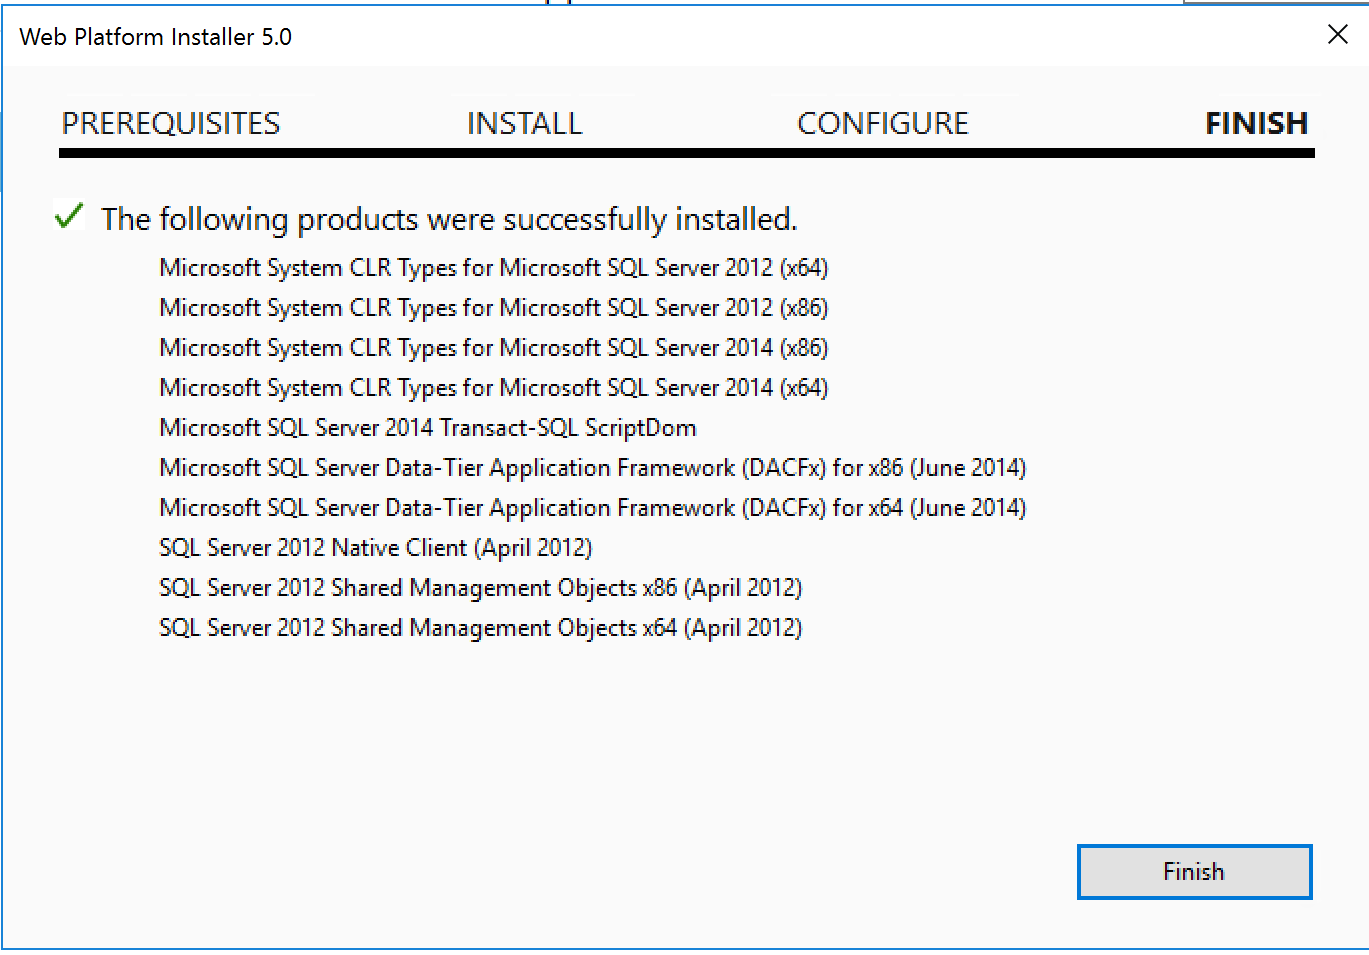 Web Platform Installer 5.0
PREREQUISITES INSTALL CONFIGURE FINISH
The following products were successfully installed.
Microsoft System CLR Types for Microsoft SQL Server 2012 (x64)
Microsoft System CLR Types for Microsoft SQL Server 2012 (x86)
Microsoft System CLR Types for Microsoft SQL Server 2014 (x86)
Microsoft System CLR Types for Microsoft SQL Server 2014 (x64)
Microsoft SQL Server 2014 Transact-SQL ScriptDom
Microsoft SQL Server Data-Tier Application Framework (DACFx) for x86 (June 2014)
Microsoft SQL Server Data-Tier Application Framework (DACFx) for x64 (June 2014)
SQL Server 2012 Native Client (April 2012)
SQL Server 2012 Shared Management Objects x86 (April 2012)
SQL Server 2012 Shared Management Objects x64 (April 2012)
Finish